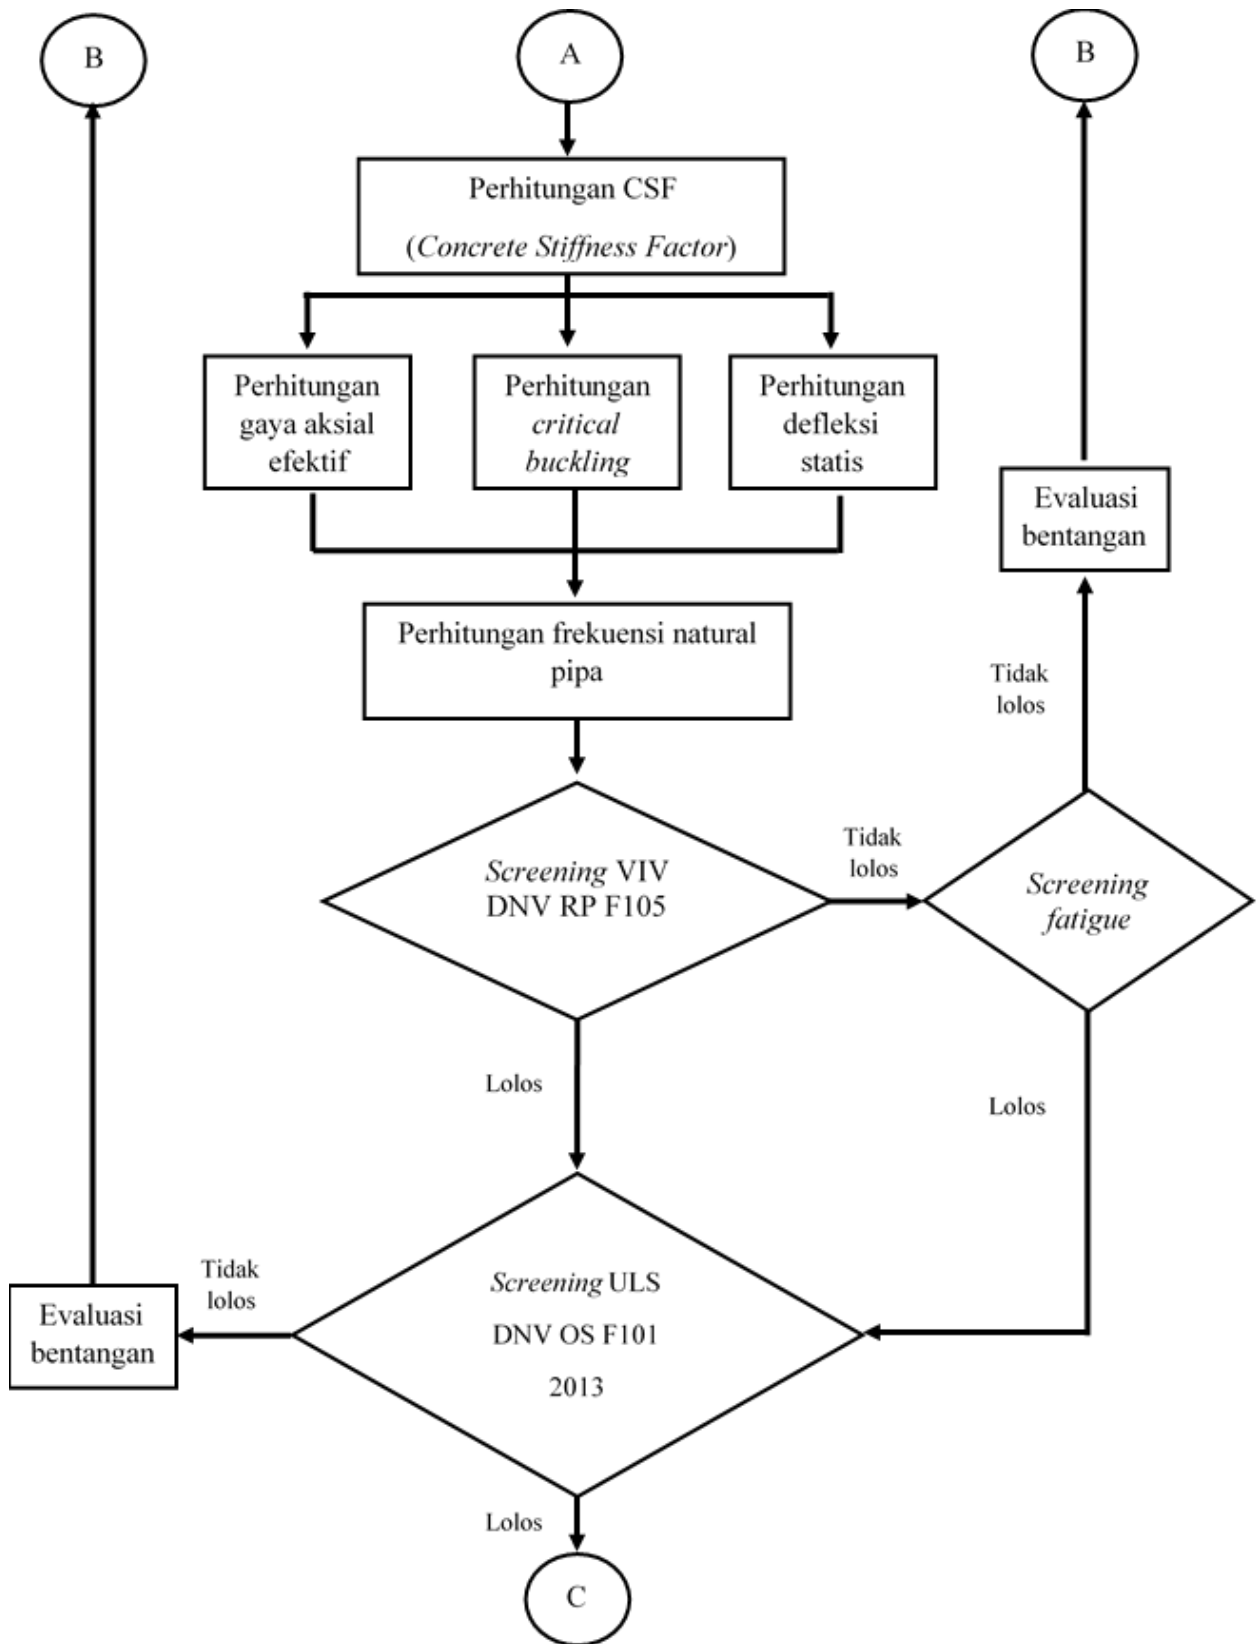 B
A
B
Perhitungan CSF
(Concrete Stiffness Factor)
Perhitungan
gaya aksial
efektif
Perhitungan
critical
buckling
Perhitungan
defleksi
statis
Evaluasi
bentangan
Perhitungan frekuensi natural
pipa
Tidak
lolos
Screening VIV
DNV RP F105
Tidak
lolos
Screening
fatigue
Lolos
Lolos
Screening ULS
DNV OS F101
2013
Tidak
lolos
Evaluasi
bentangan
Lolos
C